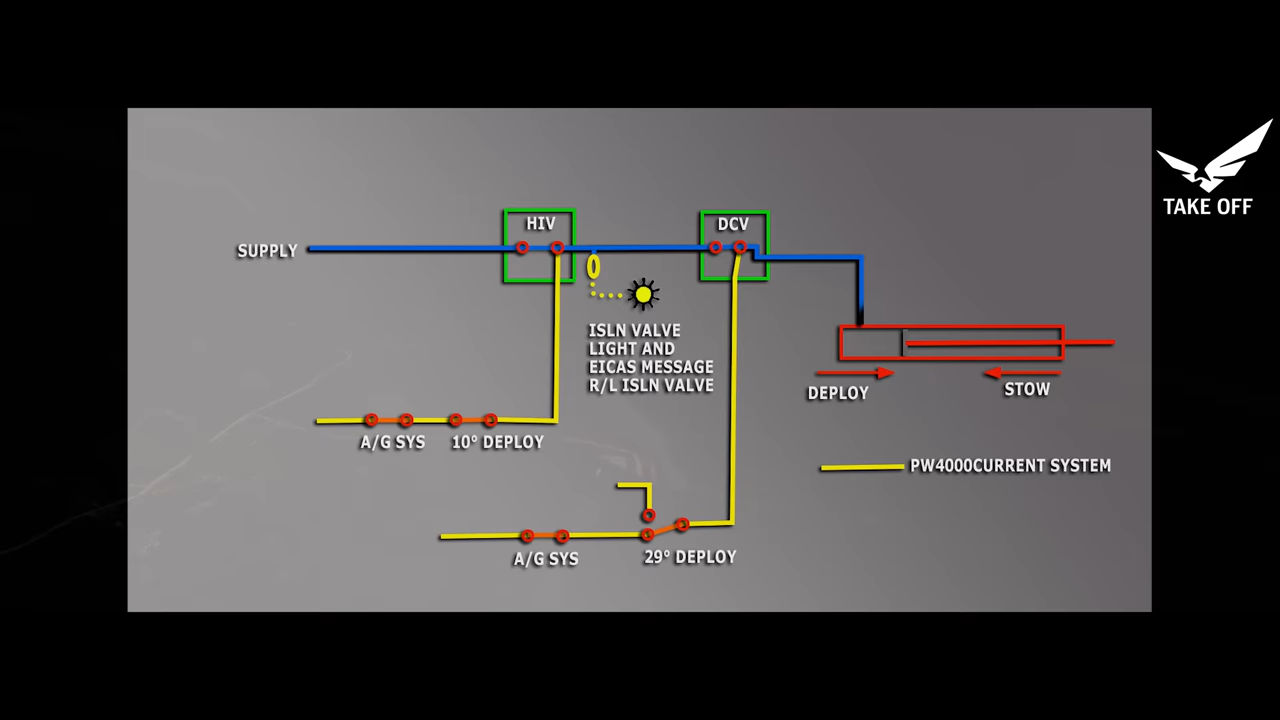 TAKE OFF
HIV
DCV
SUPPLY
ISLN VALVE
LIGHT AND
EICAS MESSAGE
R/L ISLN VALVE
DEPLOY
STOW
A/G SYS
10° DEPLOY
PW4000CURRENT SYSTEM
A/G SYS
29° DEPLOY